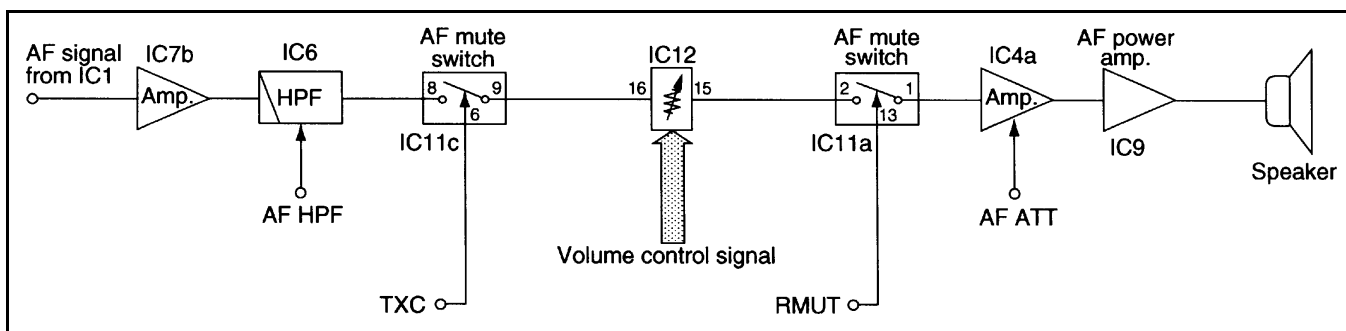 AF signal
from IC1
IC7b
Amp.
IC6
HPF
AF HPF
AF mute
switch
8
9
6
IC11c
TXC
IC12
16
15
Volume control signal
AF mute
switch
2
1
13
IC11a
RMUT
IC4a
Amp.
AF ATT
AF power
amp.
IC9
Speaker